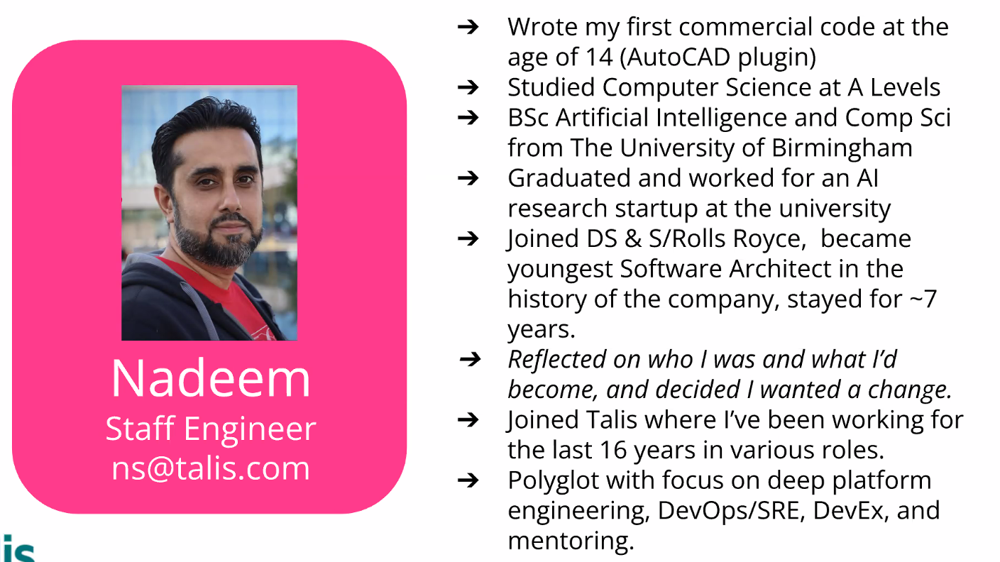 Nadeem
Staff Engineer
ns@talis.com
➔ Wrote my first commercial code at the
age of 14 (AutoCAD plugin)
➔ Studied Computer Science at A Levels
➔ BSc Artificial Intelligence and Comp Sci
from The University of Birmingham
➔ Graduated and worked for an AI
research startup at the university
➔ Joined DS & S/Rolls Royce,  became
youngest Software Architect in the
history of the company, stayed for ~7
years.
➔ Reflected on who I was and what I’d
become, and decided I wanted a change.
➔ Joined Talis where I’ve been working for
the last 16 years in various roles.
➔ Polyglot with focus on deep platform
engineering, DevOps/SRE, DevEx, and
mentoring.
is